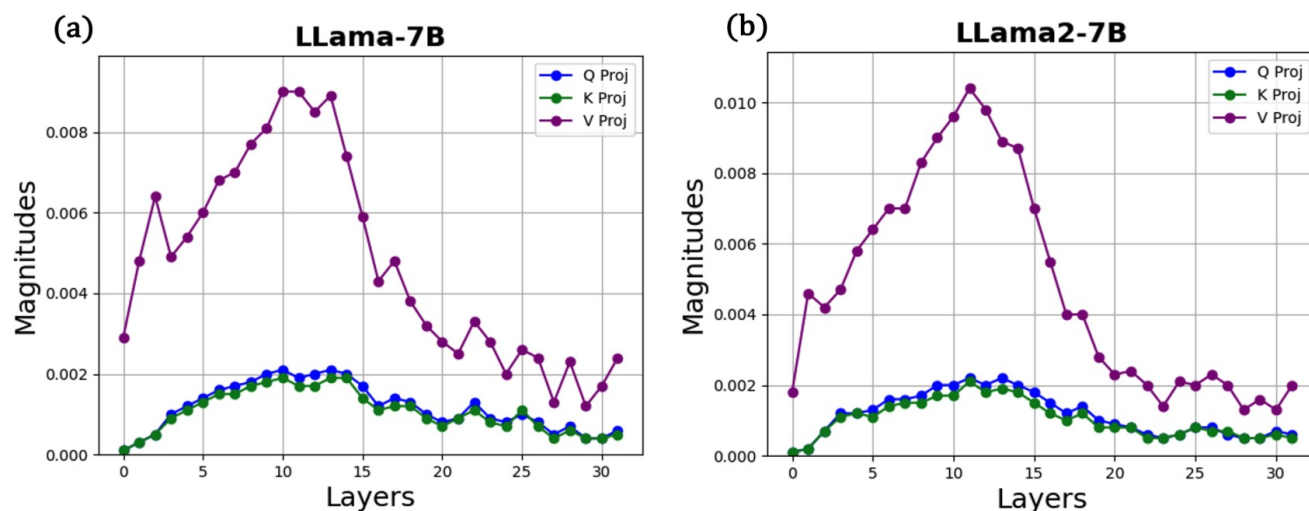 (a)
LLama-7B
Q Proj
K Proj
V Proj
Magnitudes
0.008
0.006
0.004
0.002
0.000
0 5 10 15 20 25 30
Layers
(b)
LLama2-7B
Q Proj
K Proj
V Proj
Magnitudes
0.010
0.008
0.006
0.004
0.002
0.000
0 5 10 15 20 25 30
Layers